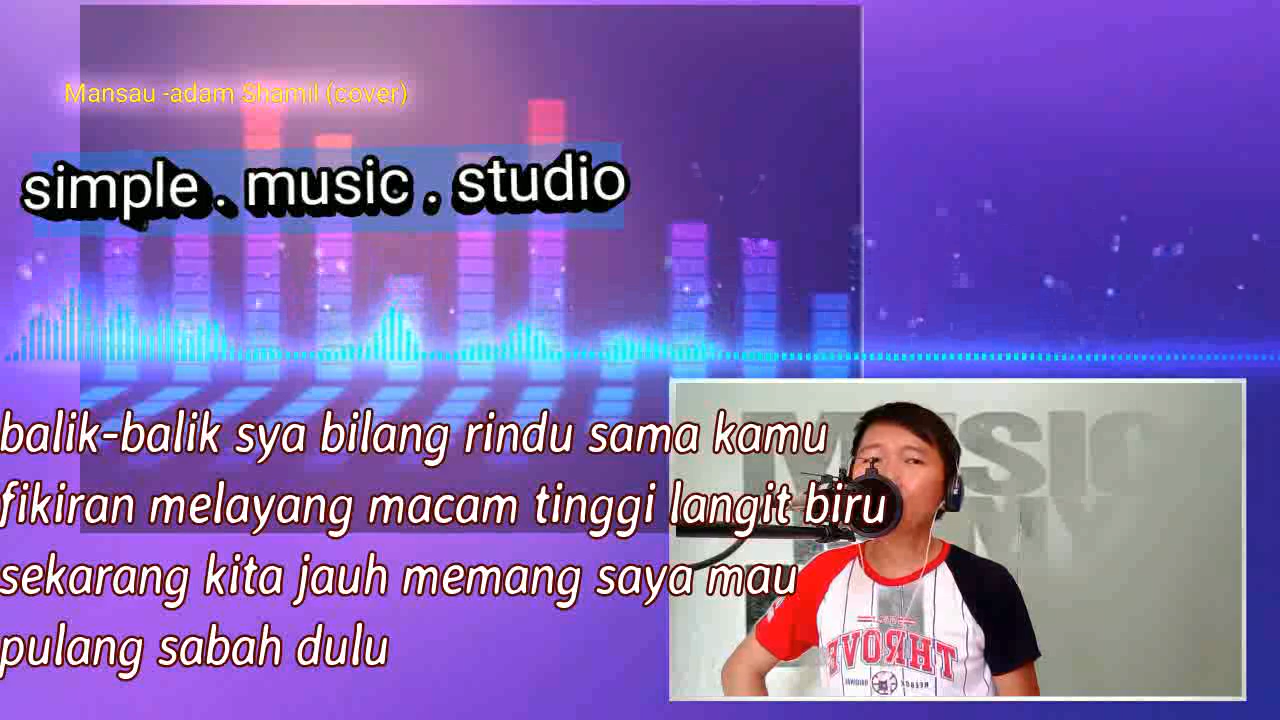 Mansau -adam Shamil (cover)
simple . music . studio
balik-balik sya bilang rindu sama kamu
fikiran melayang macam tinggi langit biru
sekarang kita jauh memang saya mau
pulang sabah dulu
MUSIC